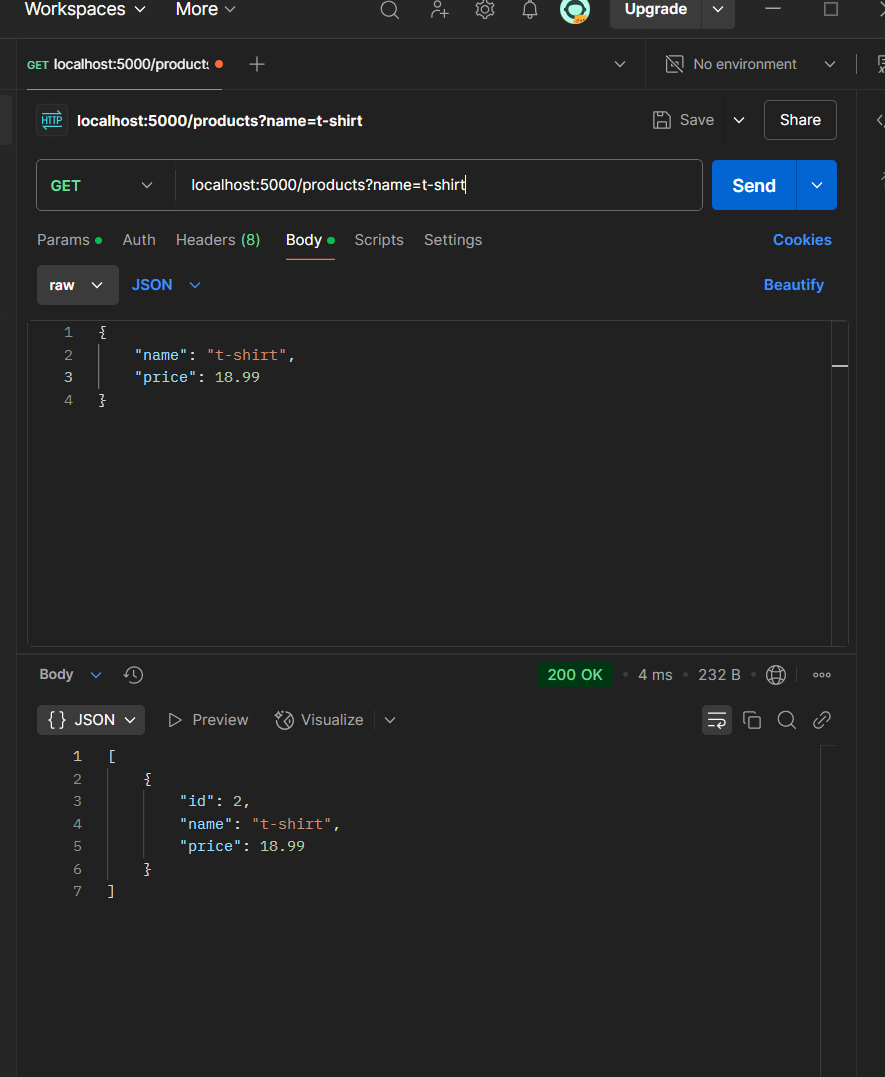 Workspaces More Upgrade
GET localhost:5000/product No environment
HTTP localhost:5000/products?name=t-shirt Save Share
GET localhost:5000/products?name=t-shirt Send
Params Auth Headers (8) Body Scripts Settings Cookies
raw JSON Beautify
1 {
2 "name": "t-shirt",
3 "price": 18.99
4 }
Body 200 OK • 4 ms • 232 B •
{} JSON Preview Visualize
1 [
2 {
3 "id": 2,
4 "name": "t-shirt",
5 "price": 18.99
6 }
7 ]